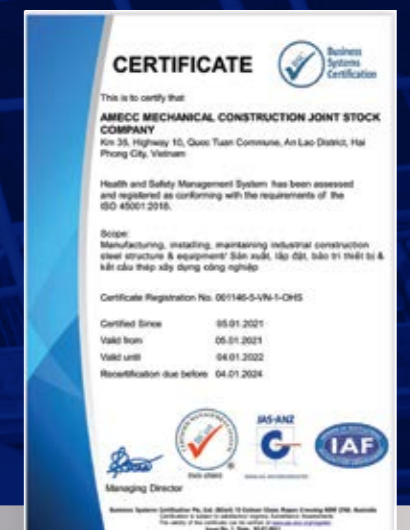 CERTIFICATE
Business
Systems
Certification
This is to certify that
AMECC MECHANICAL CONSTRUCTION JOINT STOCK
COMPANY
Km 35, Highway 10, Quoc Tuan Commune, An Lao District, Hai
Phong City, Vietnam
Health and Safety Management System has been assessed
and registered as conforming with the requirements of the
ISO 45001:2018.
Scope:
Manufacturing, installing, maintaining industrial construction
steel structure & equipment/ Sản xuất, lắp đặt, bảo trì thiết bị &
kết cấu thép xây dựng công nghiệp
Certificate Registration No. 001146-5-VN-1-OHS
Certified Since 05.01.2021
Valid from 05.01.2021
Valid until 04.01.2022
Recertification due before 04.01.2024
JAS-ANZ
IAF
Managing Director